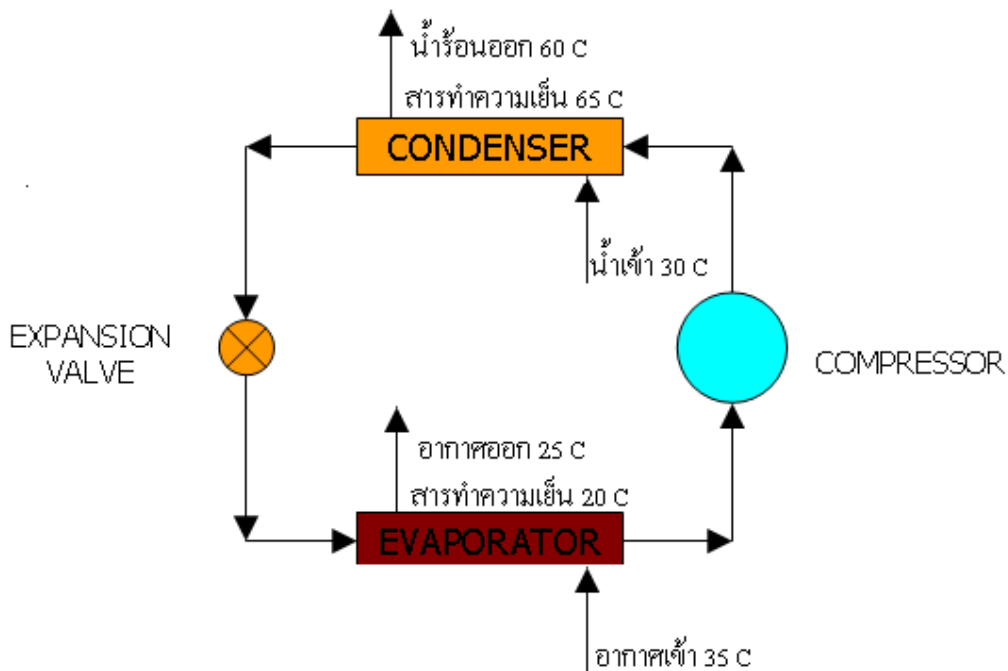 น้ำร้อนออก 60 C
สารทำความเย็น 65 C
CONDENSER
น้ำเข้า 30 C
EXPANSION
VALVE
COMPRESSOR
อากาศออก 25 C
สารทำความเย็น 20 C
EVAPORATOR
อากาศเข้า 35 C